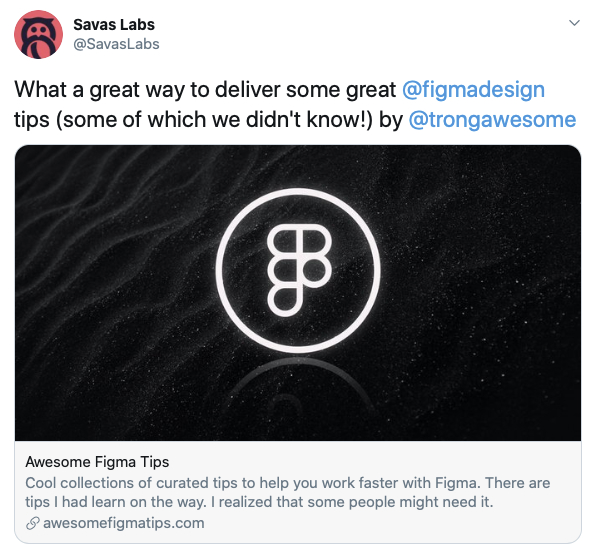 Savas Labs
@SavasLabs
What a great way to deliver some great @figmadesign
tips (some of which we didn't know!) by @trongawesome
Awesome Figma Tips
Cool collections of curated tips to help you work faster with Figma. There are
tips I had learn on the way. I realized that some people might need it.
awesomefigmatips.com